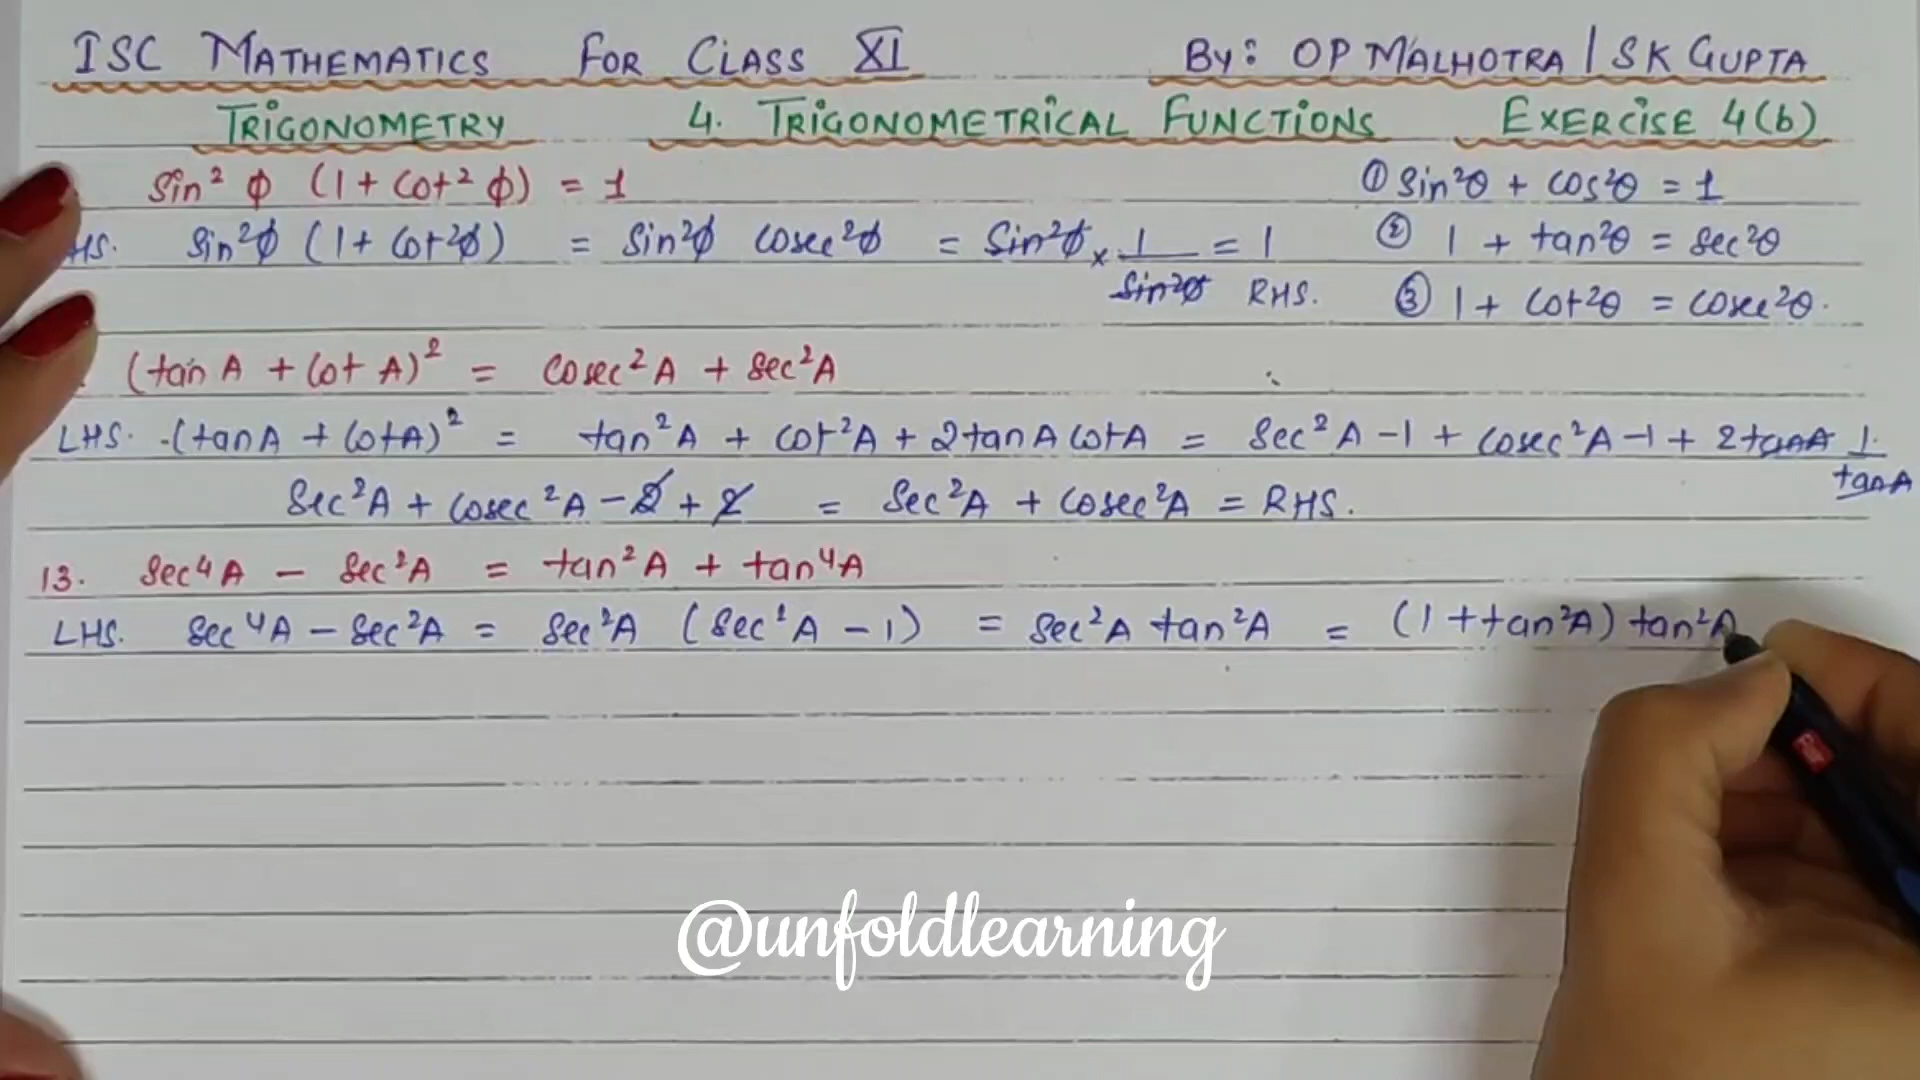 ISC MATHEMATICS FOR CLASS XI BY: OP MALHOTRA / SK GUPTA
TRIGONOMETRY 4. TRIGONOMETRICAL FUNCTIONS EXERCISE 4(b)
sin² φ (1 + cot² φ) = 1
① sin²θ + cos²θ = 1
HS. sin²φ (1 + cot²φ) = sin²φ cosec²φ = sin²φ × 1/sin²φ = 1 RHS.
② 1 + tan²θ = sec²θ
③ 1 + cot²θ = cosec²θ.
(tan A + cot A)² = cosec² A + sec² A
LHS. (tanA + cotA)² = tan²A + cot²A + 2tanA cotA = sec²A - 1 + cosec²A - 1 + 2tanA 1/tanA
sec²A + cosec²A - 2 + 2 = sec²A + cosec²A = RHS.
13. sec⁴A - sec²A = tan²A + tan⁴A
LHS. sec⁴A - sec²A = sec²A (sec²A - 1) = sec²A tan²A = (1 + tan²A) tan²A
@unfoldlearning